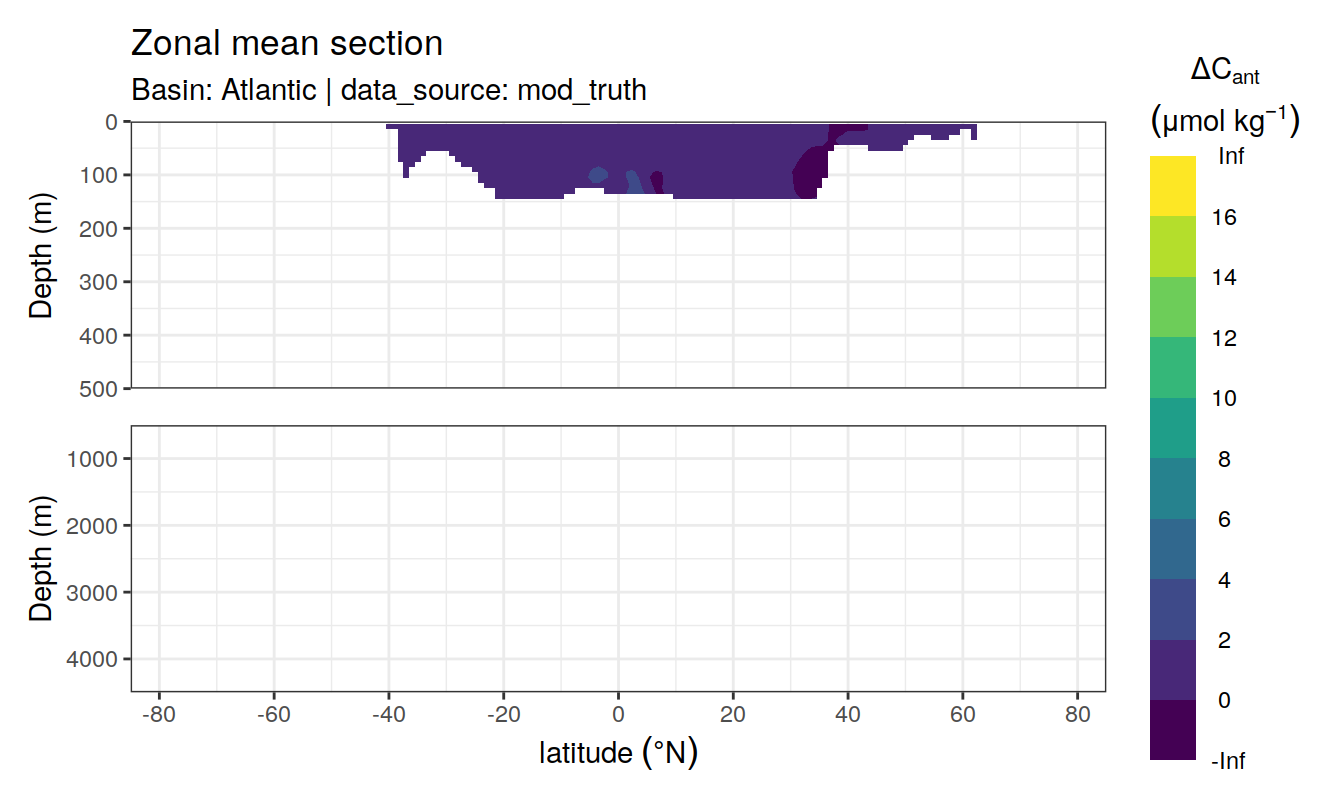 Zonal mean section
Basin: Atlantic | data_source: mod_truth
Depth (m)
0
100
200
300
400
500
Depth (m)
1000
2000
3000
4000
-80 -60 -40 -20 0 20 40 60 80
latitude (°N)
ΔCant
(μmol kg⁻¹)
Inf
16
14
12
10
8
6
4
2
0
-Inf